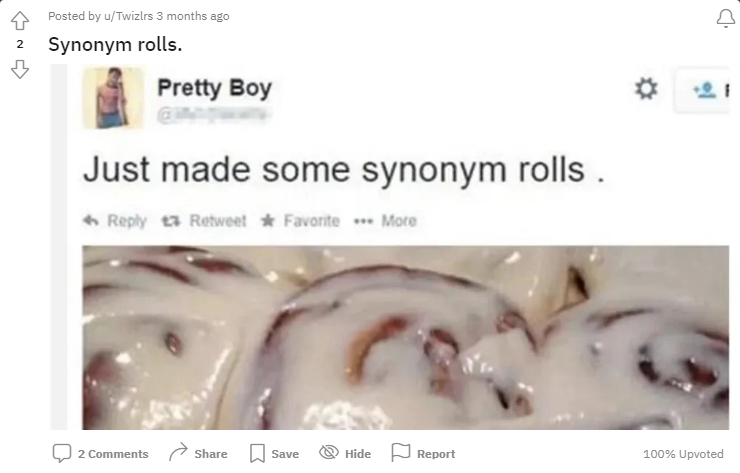 Posted by u/Twizlrs 3 months ago
2
Synonym rolls.
Pretty Boy
@
Just made some synonym rolls .
Reply Retweet Favorite More
2 Comments Share Save Hide Report 100% Upvoted